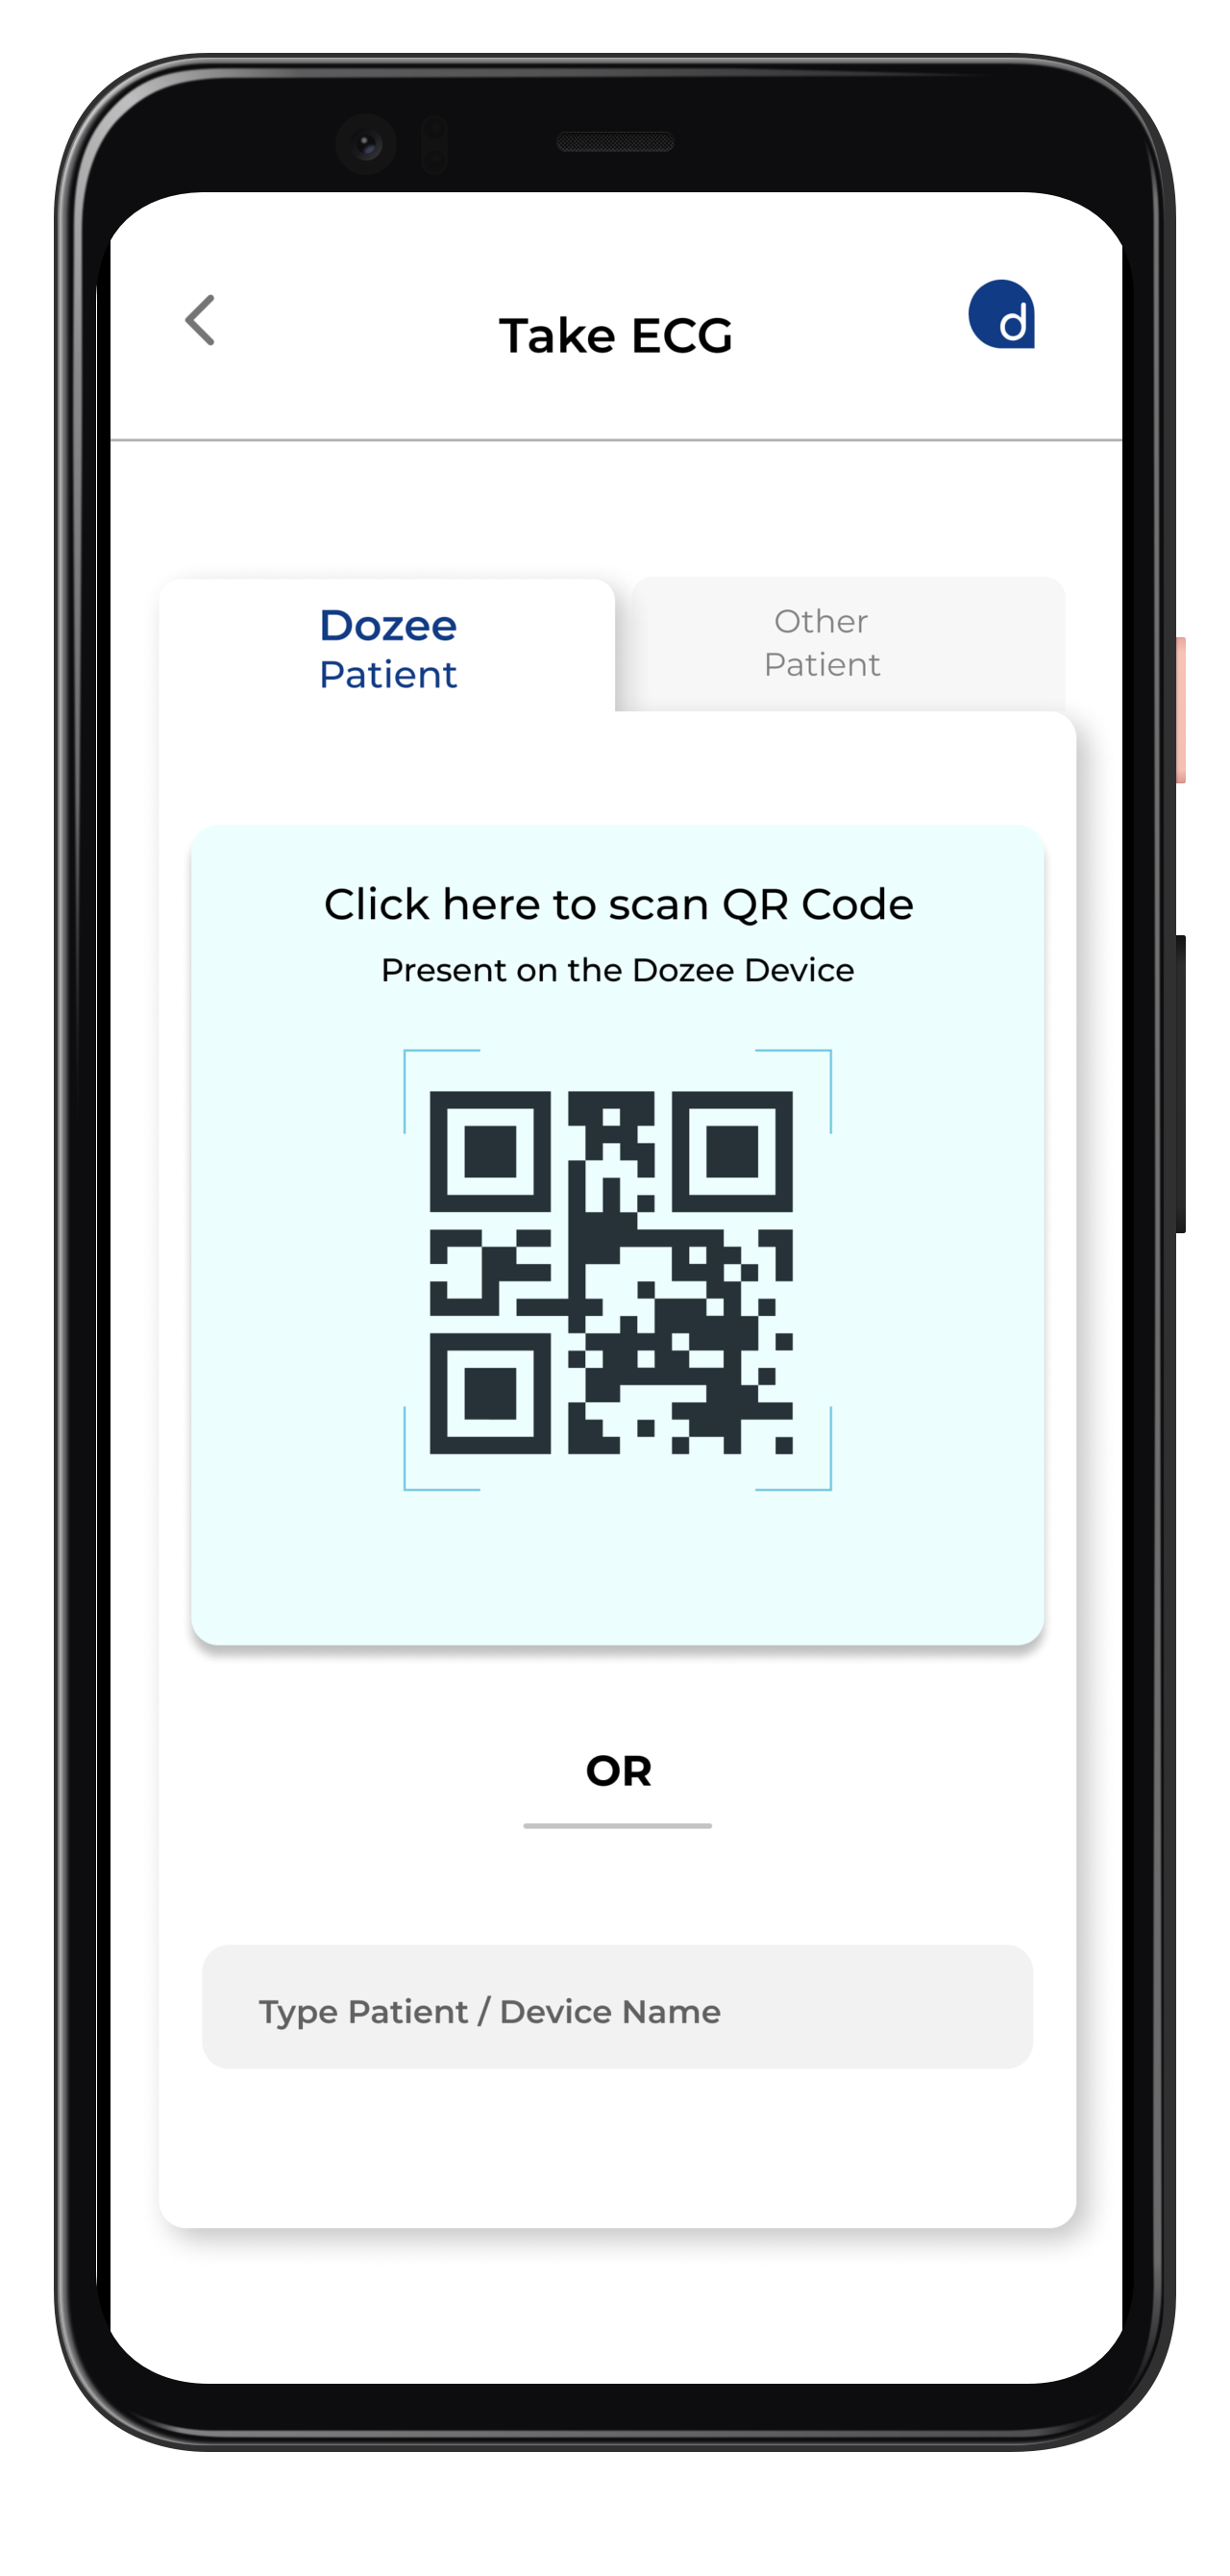 Take ECG
d
Dozee
Patient
Other
Patient
Click here to scan QR Code
Present on the Dozee Device
OR
Type Patient / Device Name